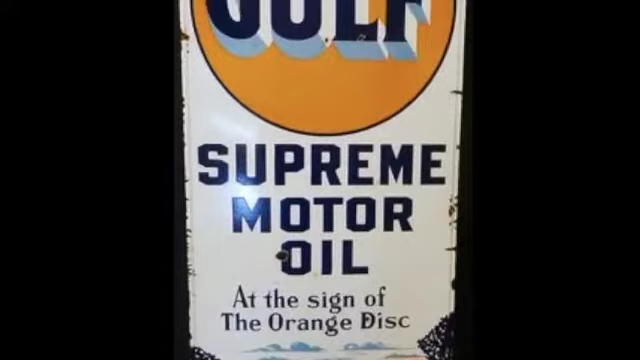 GULF
SUPREME
MOTOR
OIL
At the sign of
The Orange Disc